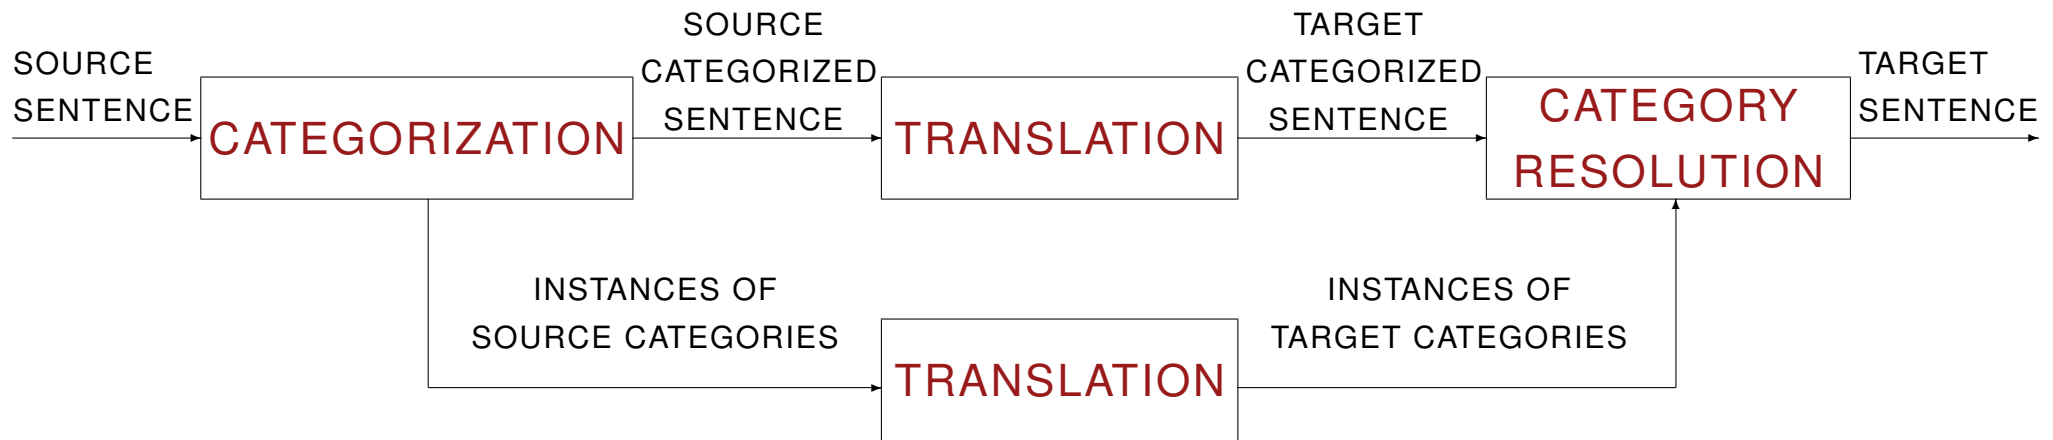 SOURCE
SENTENCE
CATEGORIZATION
SOURCE
CATEGORIZED
SENTENCE
TRANSLATION
TARGET
CATEGORIZED
SENTENCE
CATEGORY
RESOLUTION
TARGET
SENTENCE
INSTANCES OF
SOURCE CATEGORIES
TRANSLATION
INSTANCES OF
TARGET CATEGORIES